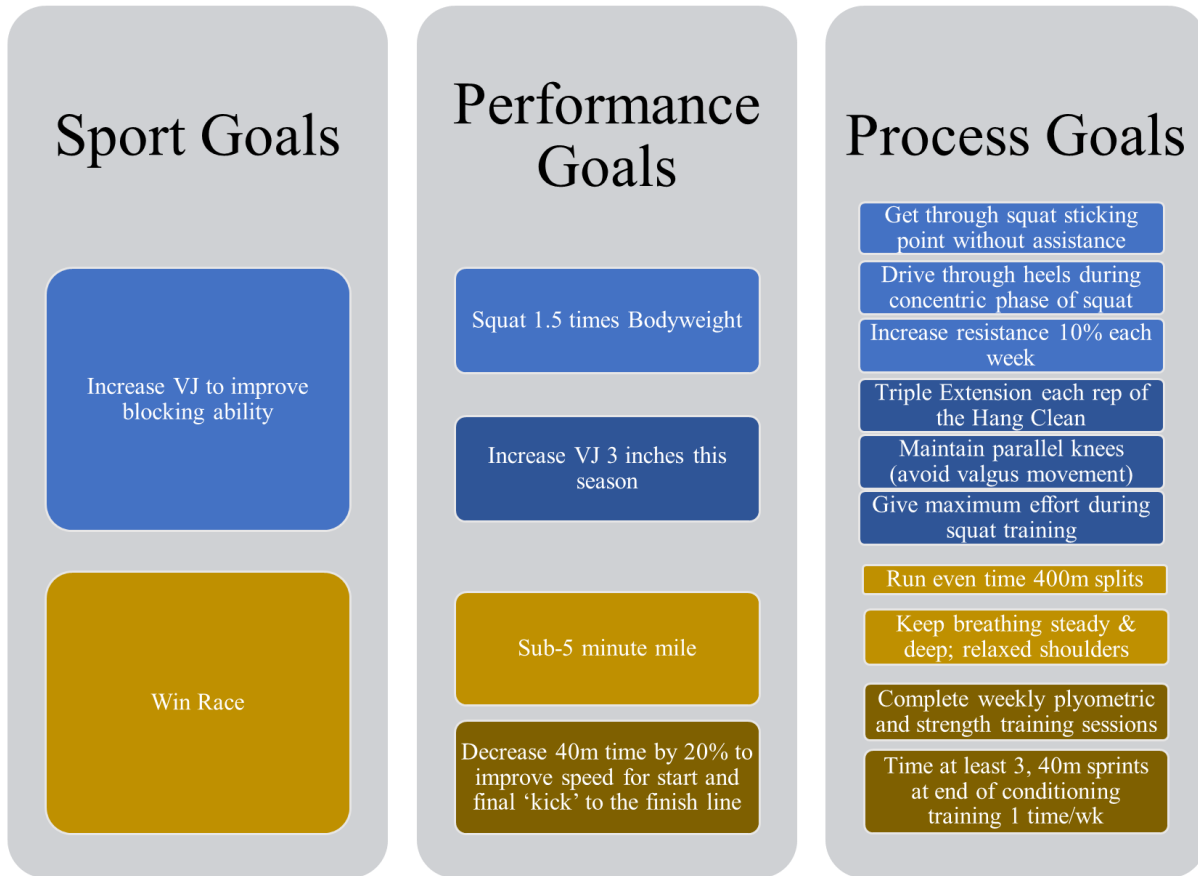 Sport Goals
Increase VJ to improve
blocking ability
Win Race
Performance
Goals
Squat 1.5 times Bodyweight
Increase VJ 3 inches this
season
Sub-5 minute mile
Decrease 40m time by 20% to
improve speed for start and
final ‘kick’ to the finish line
Process Goals
Get through squat sticking
point without assistance
Drive through heels during
concentric phase of squat
Increase resistance 10% each
week
Triple Extension each rep of
the Hang Clean
Maintain parallel knees
(avoid valgus movement)
Give maximum effort during
squat training
Run even time 400m splits
Keep breathing steady &
deep; relaxed shoulders
Complete weekly plyometric
and strength training sessions
Time at least 3, 40m sprints
at end of conditioning
training 1 time/wk